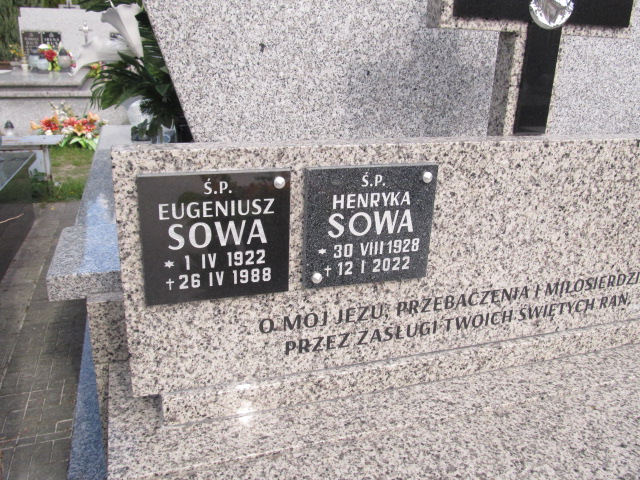 Ś.P.
EUGENIUSZ
SOWA
* 1 IV 1922
+ 26 IV 1988
Ś.P.
HENRYKA
SOWA
* 30 VIII 1928
+ 12 I 2022
O MÓJ JEZU, PRZEBACZENIA I MIŁOSIERDZI
PRZEZ ZASŁUGI TWOICH ŚWIĘTYCH RAN.